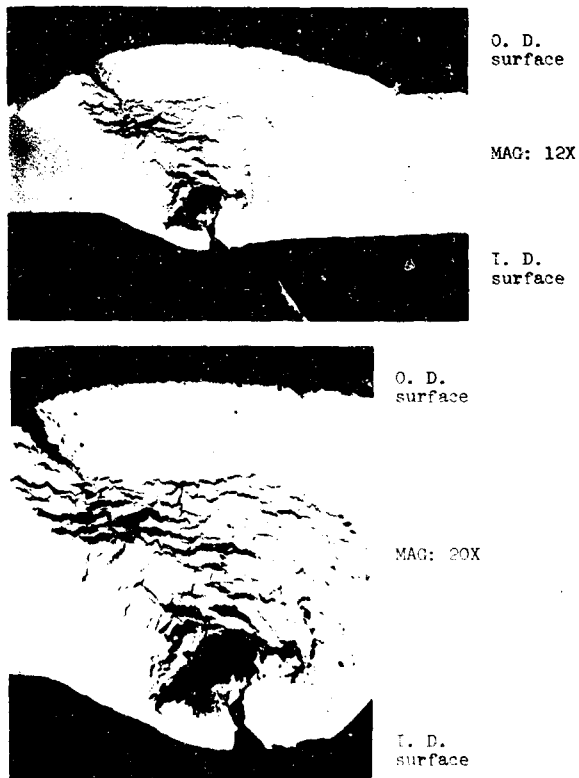 O. D.
surface
MAG: 12X
I. D.
surface
O. D.
surface
MAG: 20X
I. D.
surface